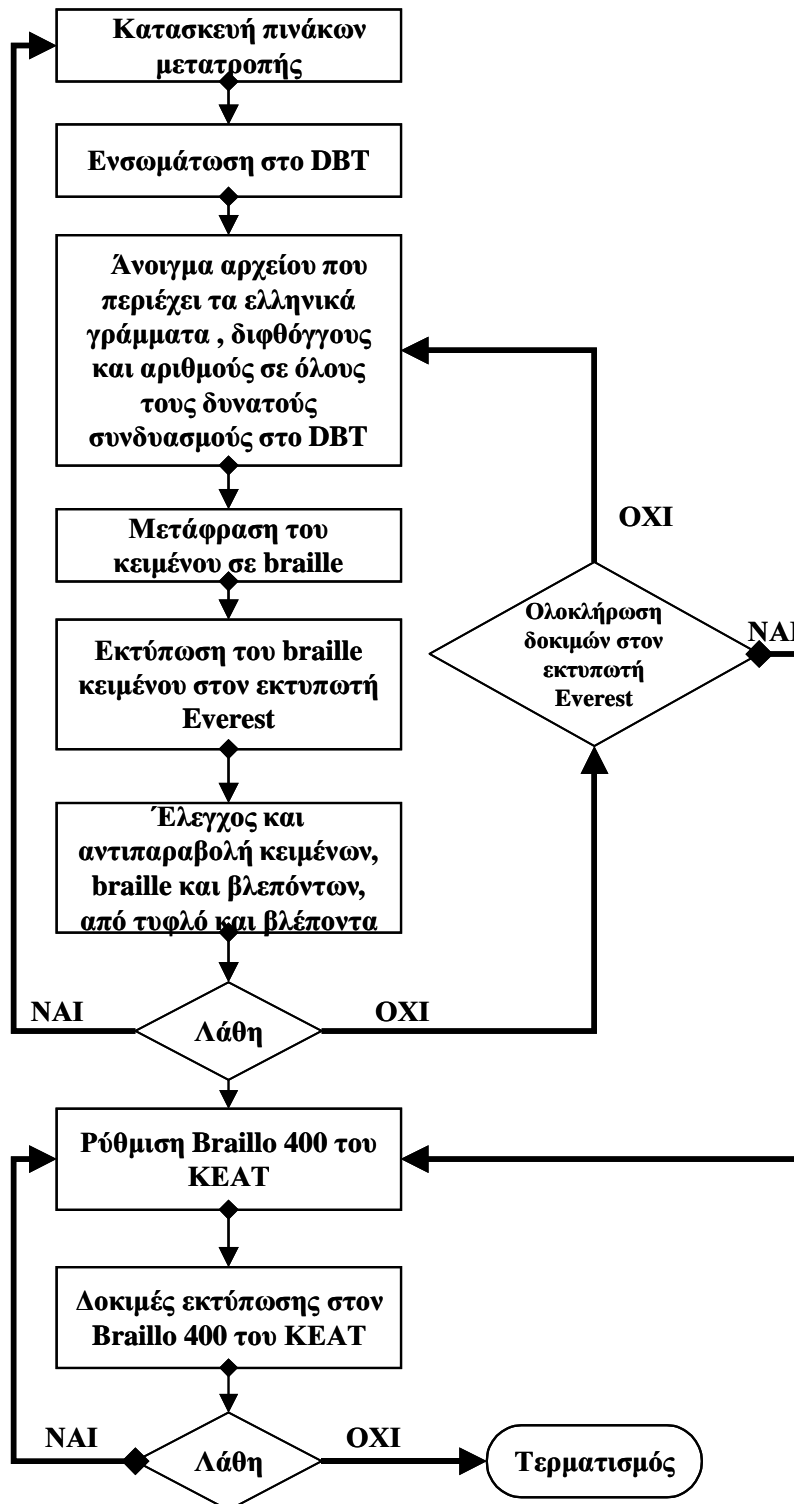 Κατασκευή πινάκων
μετατροπής
Ενσωμάτωση στο DBT
Άνοιγμα αρχείου που
περιέχει τα ελληνικά
γράμματα , διφθόγγους
και αριθμούς σε όλους
τους δυνατούς
συνδυασμούς στο DBT
Μετάφραση του
κειμένου σε braille
Εκτύπωση του braille
κειμένου στον εκτυπωτή
Everest
Έλεγχος και
αντιπαραβολή κειμένων,
braille και βλεπόντων,
από τυφλό και βλέποντα
ΟΧΙ
Ολοκλήρωση
δοκιμών στον
εκτυπωτή
Everest
ΝΑΙ
ΝΑΙ
Λάθη
ΟΧΙ
Ρύθμιση Braillo 400 του
ΚΕΑΤ
Δοκιμές εκτύπωσης στον
Braillo 400 του ΚΕΑΤ
ΝΑΙ
Λάθη
ΟΧΙ
Τερματισμός